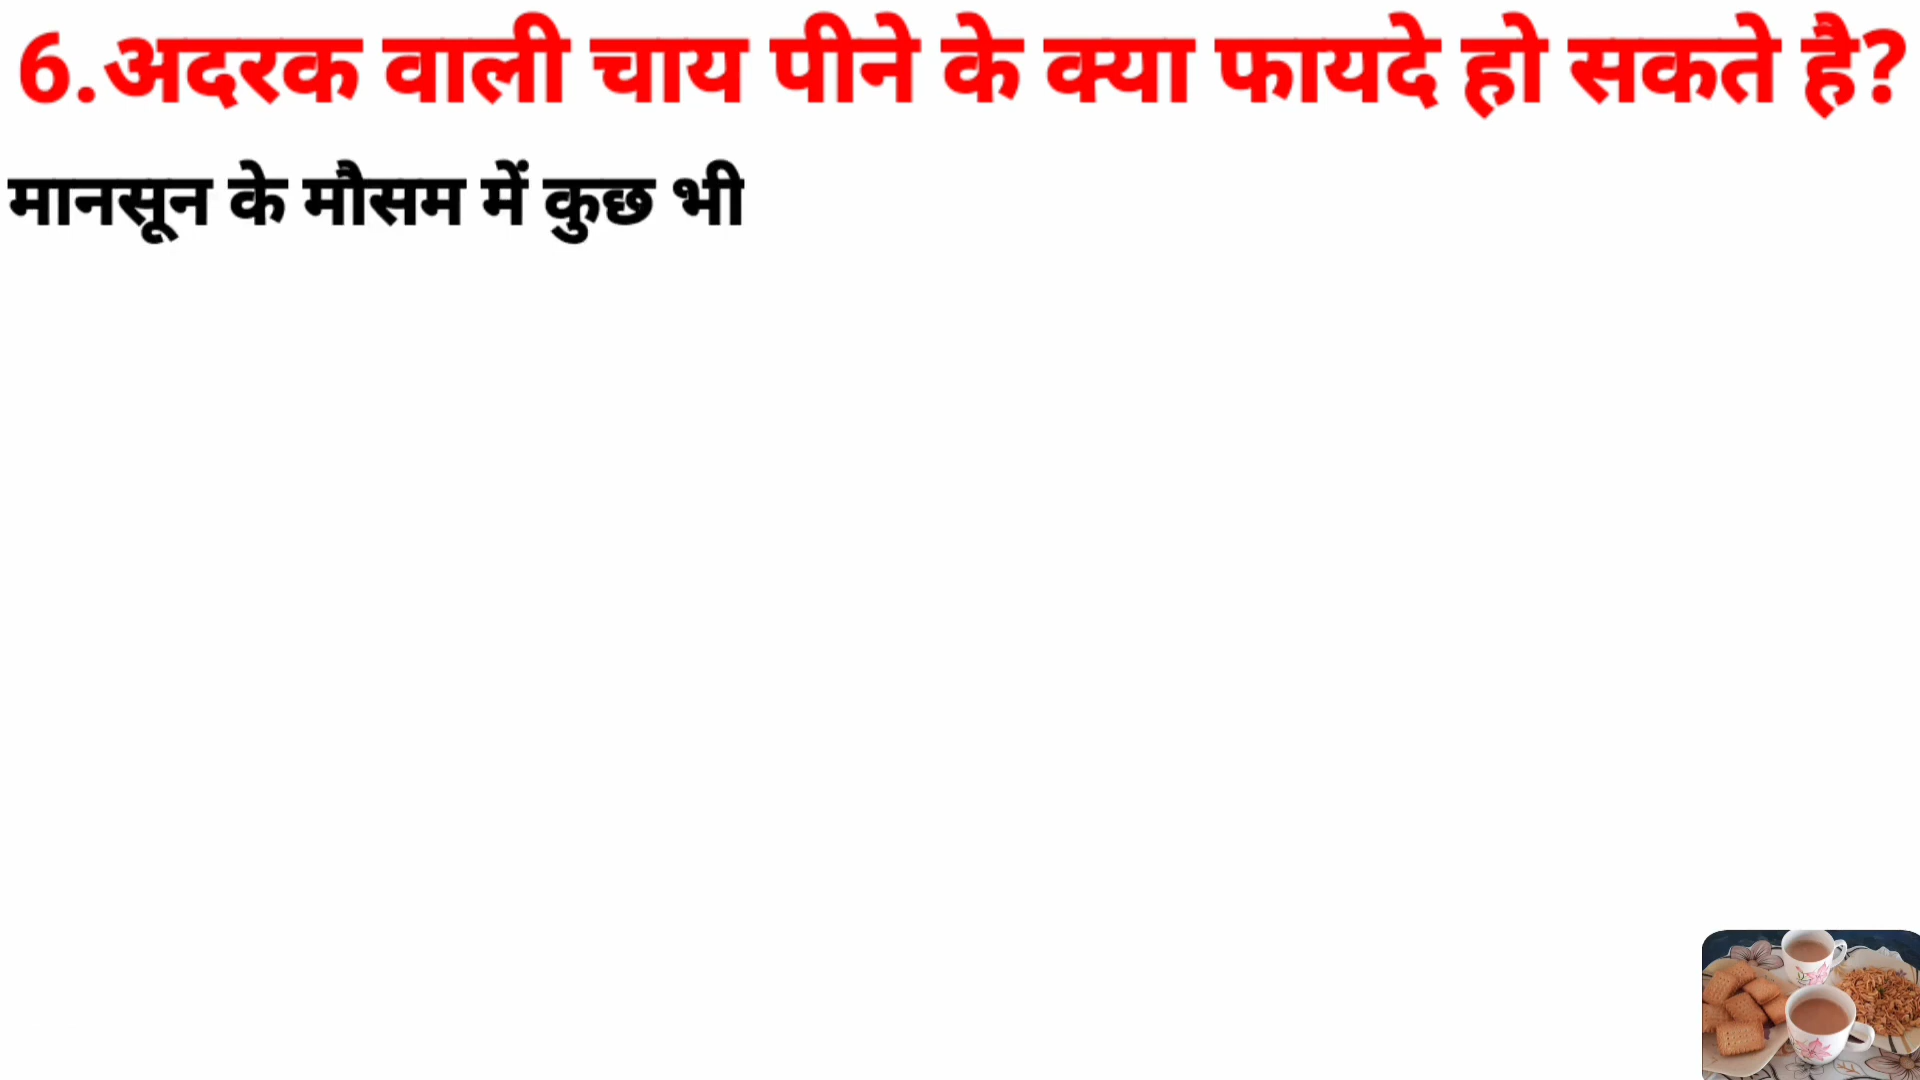 6.अदरक वाली चाय पीने के क्या फायदे हो सकते है?
मानसून के मौसम में कुछ भी